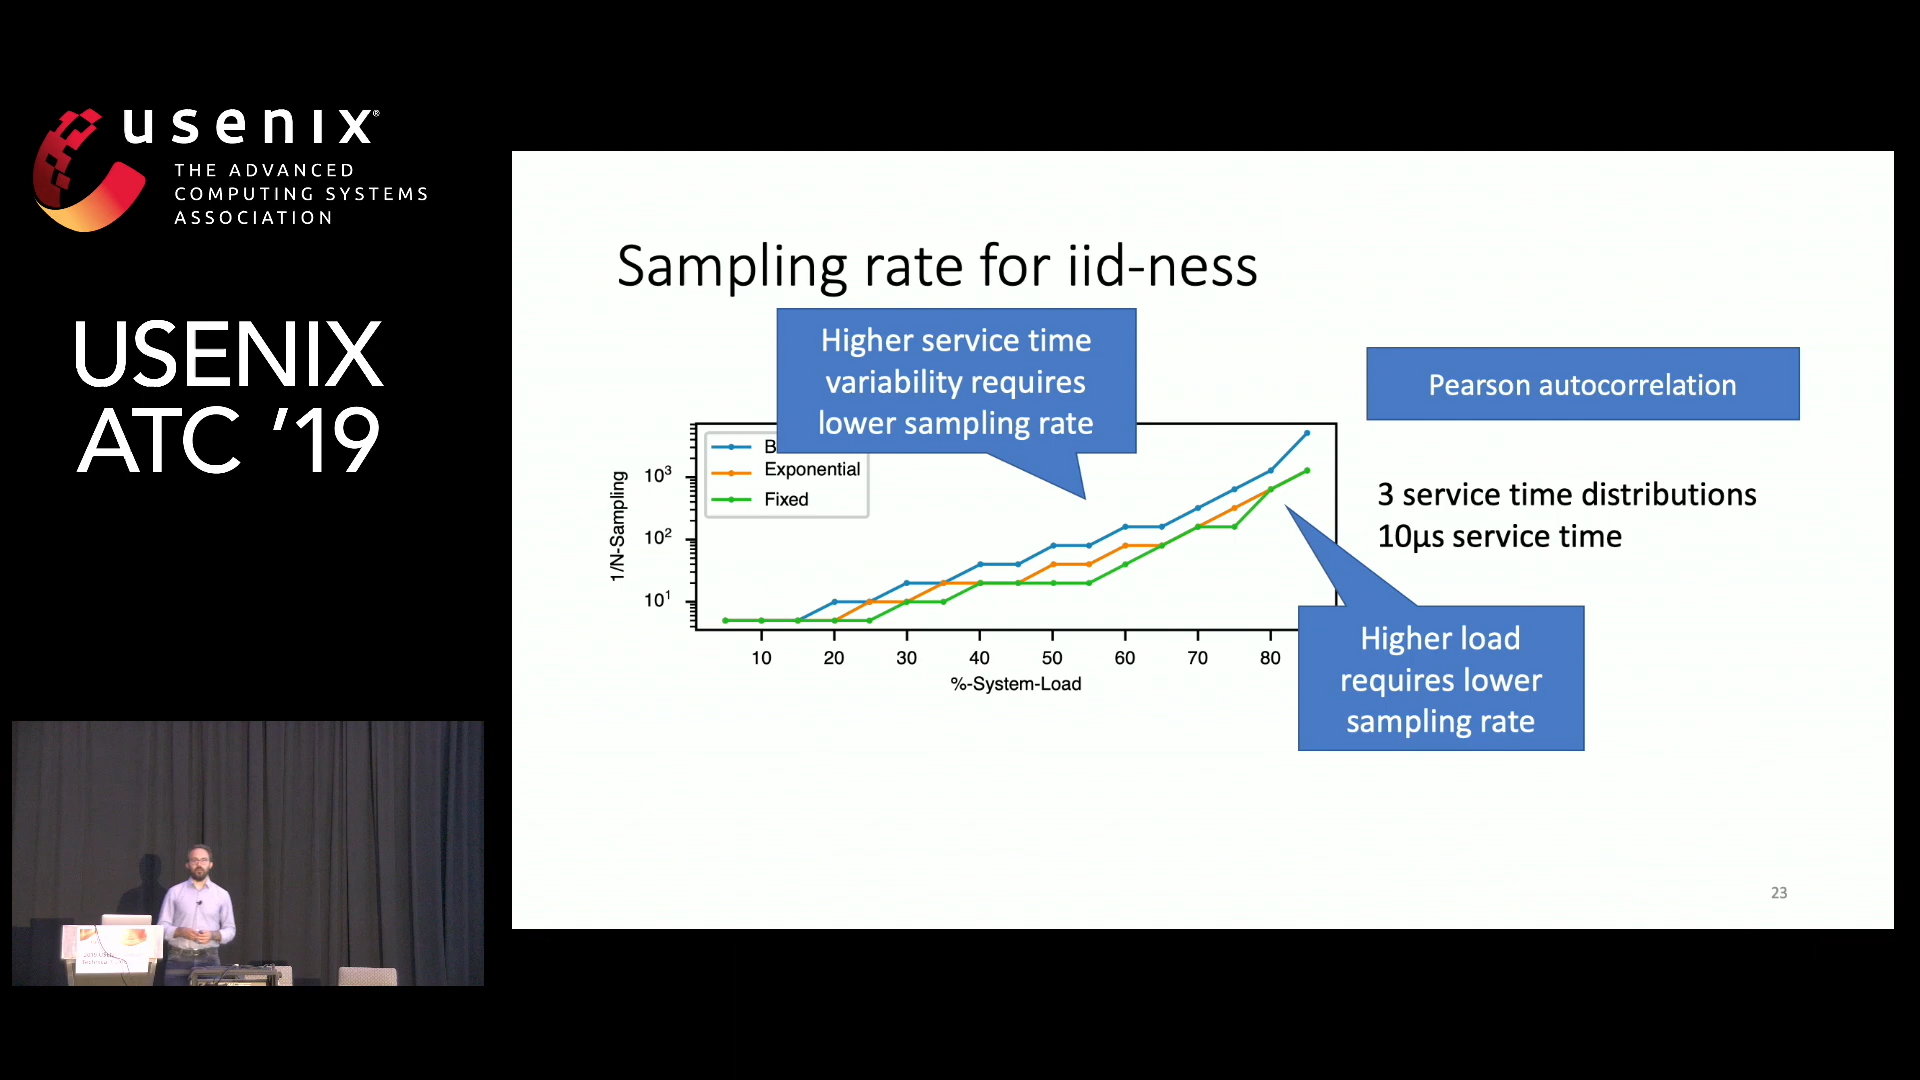 usenix®
THE ADVANCED
COMPUTING SYSTEMS
ASSOCIATION
USENIX
ATC ’19
Sampling rate for iid-ness
Higher service time
variability requires
lower sampling rate
Pearson autocorrelation
3 service time distributions
10µs service time
Higher load
requires lower
sampling rate
B
Exponential
Fixed
1/N-Sampling
10³
10²
10¹
10 20 30 40 50 60 70 80
%-System-Load
23